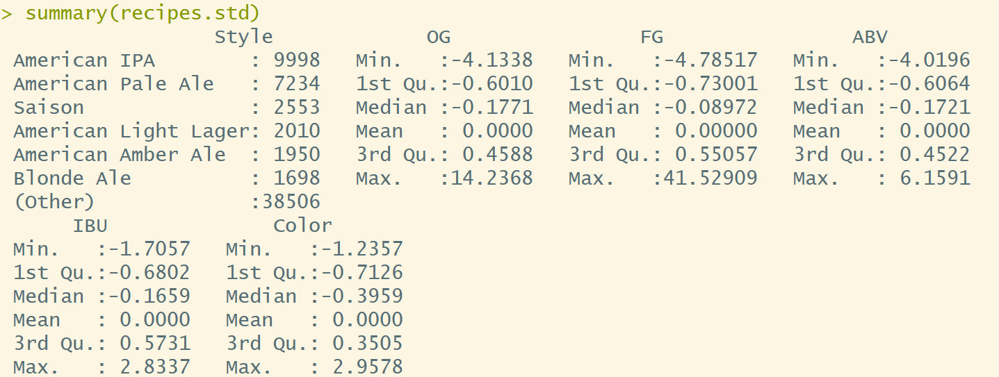 > summary(recipes.std)
                 Style             OG                FG                ABV
American IPA        : 9998   Min.   :-4.1338   Min.   :-4.78517   Min.   :-4.0196
American Pale Ale   : 7234   1st Qu.:-0.6010   1st Qu.:-0.73001   1st Qu.:-0.6064
Saison              : 2553   Median :-0.1771   Median :-0.08972   Median :-0.1721
American Light Lager: 2010   Mean   : 0.0000   Mean   : 0.00000   Mean   : 0.0000
American Amber Ale  : 1950   3rd Qu.: 0.4588   3rd Qu.: 0.55057   3rd Qu.: 0.4522
Blonde Ale          : 1698   Max.   :14.2368   Max.   :41.52909   Max.   : 6.1591
(Other)             :38506
     IBU              Color
Min.   :-1.7057   Min.   :-1.2357
1st Qu.:-0.6802   1st Qu.:-0.7126
Median :-0.1659   Median :-0.3959
Mean   : 0.0000   Mean   : 0.0000
3rd Qu.: 0.5731   3rd Qu.: 0.3505
Max.   : 2.8337   Max.   : 2.9578